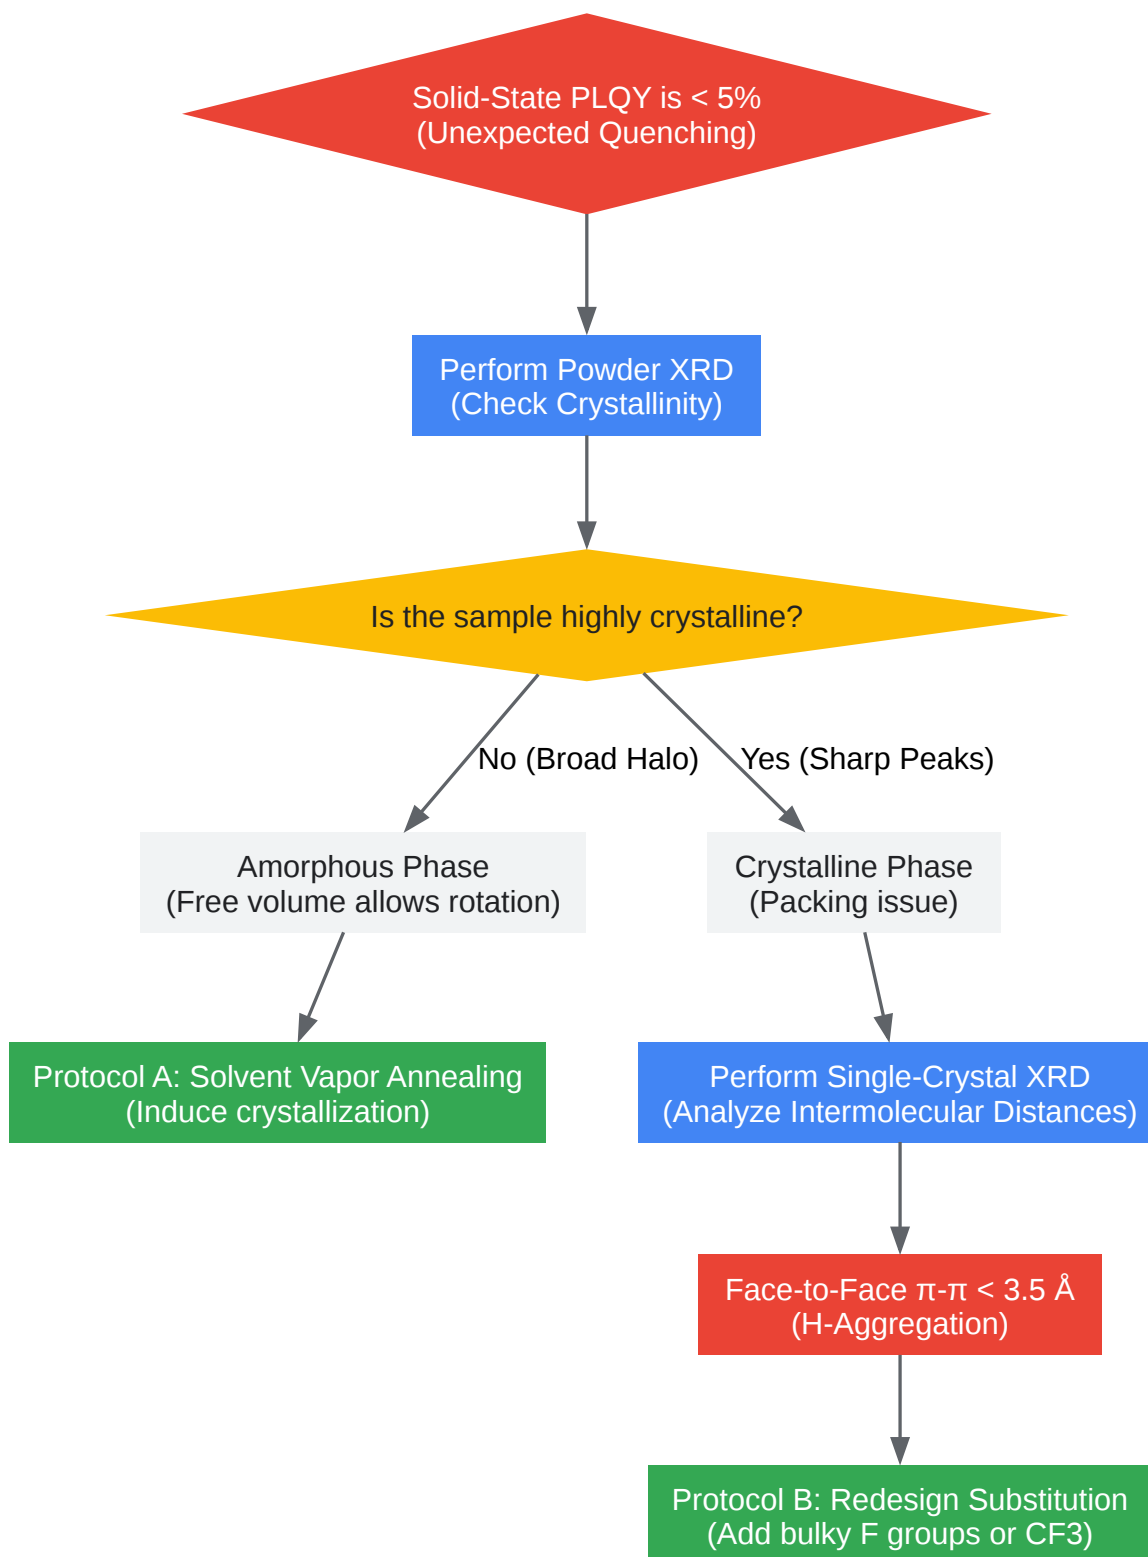 Solid-State PLQY is < 5%
(Unexpected Quenching)
Perform Powder XRD
(Check Crystallinity)
Is the sample highly crystalline?
No (Broad Halo)
Yes (Sharp Peaks)
Amorphous Phase
(Free volume allows rotation)
Crystalline Phase
(Packing issue)
Protocol A: Solvent Vapor Annealing
(Induce crystallization)
Perform Single-Crystal XRD
(Analyze Intermolecular Distances)
Face-to-Face π-π < 3.5 Å
(H-Aggregation)
Protocol B: Redesign Substitution
(Add bulky F groups or CF3)